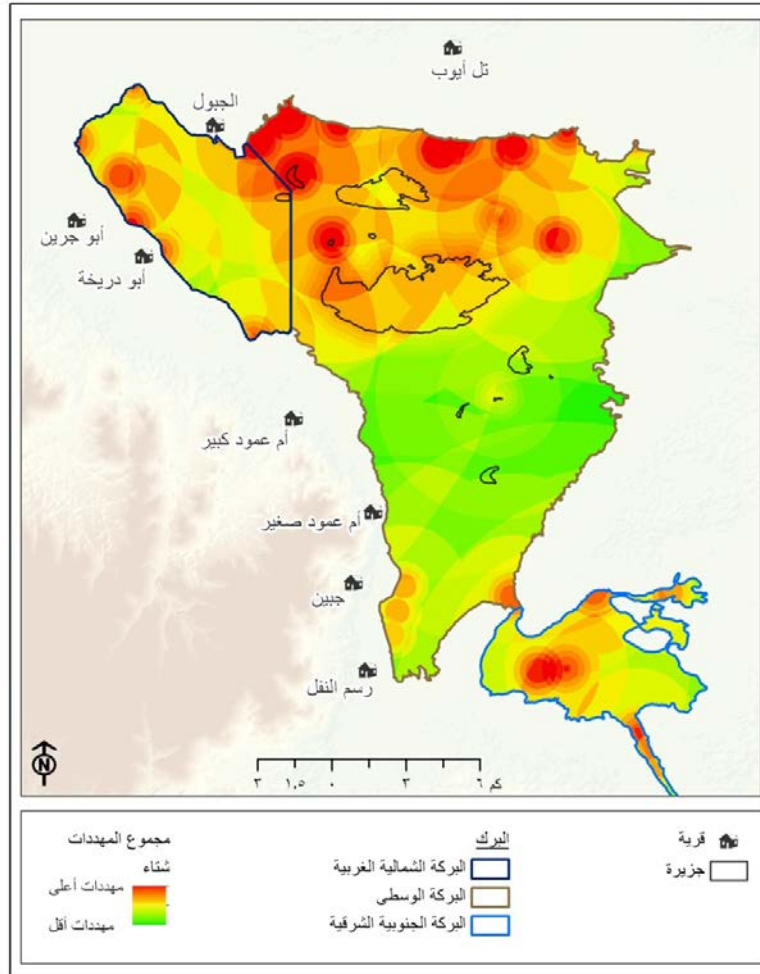 تل أيوب
الجبول
أبو جرين
أبو دريخة
أم عمود كبير
أم عمود صغير
جبين
رسم النفل
N
٣ ١,٥ ٠ ٣ ٦ كم
قرية
جزيرة
البرك
البركة الشمالية الغربية
البركة الوسطى
البركة الجنوبية الشرقية
مجموع المهددات
شتاء
مهددات أعلى
مهددات أقل